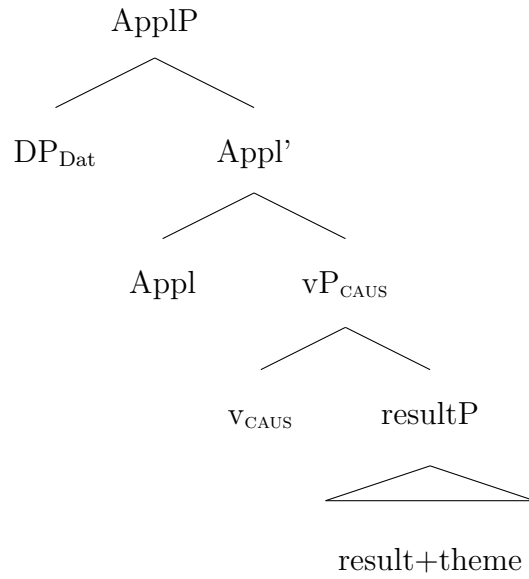 ApplP
DP_Dat Appl’
Appl vP_CAUS
v_CAUS resultP
result+theme